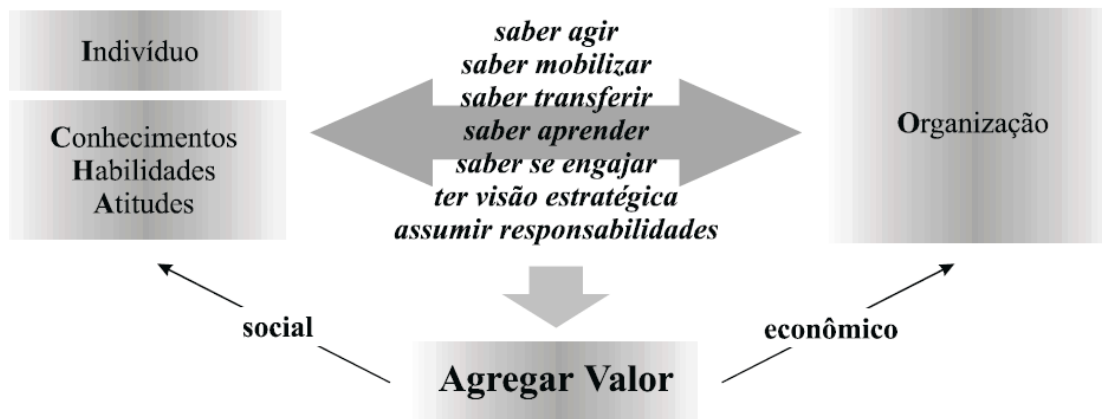 Indivíduo
Conhecimentos
Habilidades
Atitudes
saber agir
saber mobilizar
saber transferir
saber aprender
saber se engajar
ter visão estratégica
assumir responsabilidades
Organização
social
econômico
Agregar Valor